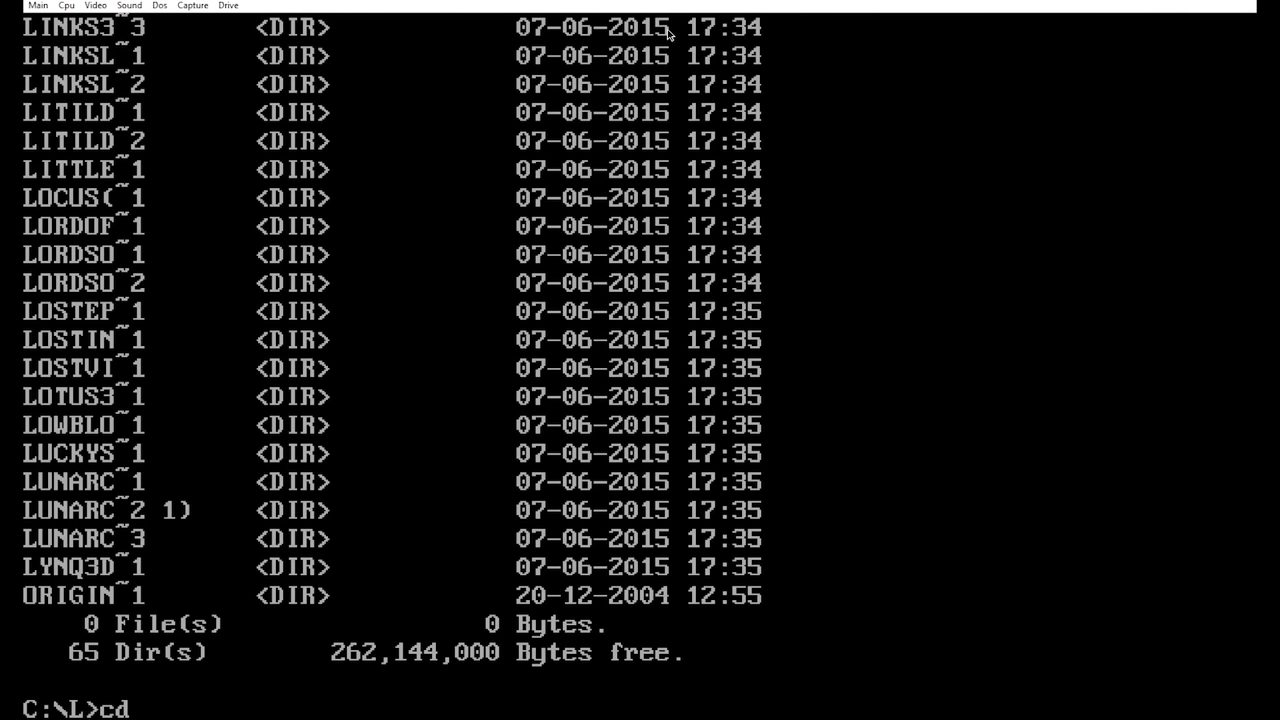 Main Cpu Video Sound Dos Capture Drive
LINKS3~3 <DIR> 07-06-2015 17:34
LINKSL~1 <DIR> 07-06-2015 17:34
LINKSL~2 <DIR> 07-06-2015 17:34
LITILD~1 <DIR> 07-06-2015 17:34
LITILD~2 <DIR> 07-06-2015 17:34
LITTLE~1 <DIR> 07-06-2015 17:34
LOCUS(~1 <DIR> 07-06-2015 17:34
LORDOF~1 <DIR> 07-06-2015 17:34
LORDSO~1 <DIR> 07-06-2015 17:34
LORDSO~2 <DIR> 07-06-2015 17:34
LOSTEP~1 <DIR> 07-06-2015 17:35
LOSTIN~1 <DIR> 07-06-2015 17:35
LOSTVI~1 <DIR> 07-06-2015 17:35
LOTUS3~1 <DIR> 07-06-2015 17:35
LOWBLO~1 <DIR> 07-06-2015 17:35
LUCKYS~1 <DIR> 07-06-2015 17:35
LUNARC~1 <DIR> 07-06-2015 17:35
LUNARC~2 1) <DIR> 07-06-2015 17:35
LUNARC~3 <DIR> 07-06-2015 17:35
LYNQ3D~1 <DIR> 07-06-2015 17:35
ORIGIN~1 <DIR> 20-12-2004 12:55
0 File(s) 0 Bytes.
65 Dir(s) 262,144,000 Bytes free.
C:\L>cd